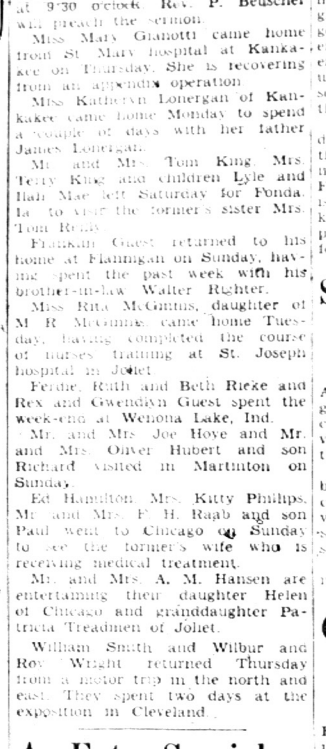 at 9:30 o'clock. Rev. P. Beuscher
will preach the sermon.
Miss Mary Gianotti came home
from St. Mary hospital at Kanka-
kee on Thursday. She is recovering
from an appendix operation.
Miss Katheryn Lonergan of Kan-
kakee came home Monday to spend
a couple of days with her father
James Lonergan.
Mr. and Mrs. Tom King, Mrs.
Terry King and children Lyle and
Ilah Mae left Saturday for Fonda,
Ia. to visit the former's sister Mrs.
Tom
Franklin Guest returned to his
home at Flannigan on Sunday, hav-
ing spent the past week with his
brother-in-law Walter Righter.
Miss Rita McGinnis, daughter of
M. R. McGinnis, came home Tues-
day, having completed the course
of nurses training at St. Joseph
hospital in Joliet.
Ferdie, Ruth and Beth Rieke and
Rex and Gwendlyn Guest spent the
week-end at Wenona Lake, Ind.
Mr. and Mrs. Joe Hoye and Mr.
and Mrs. Oliver Hubert and son
Richard visited in Martinton on
Sunday.
Ed Hamilton, Mrs. Kitty Phillips,
Mr. and Mrs. F. H. Raab and son
Paul went to Chicago on Sunday
to see the former's wife who is
receiving medical treatment.
Mr. and Mrs. A. M. Hansen are
entertaining their daughter Helen
of Chicago and granddaughter Pa-
tricia Treadmen of Joliet.
William Smith and Wilbur and
Roy Wright returned Thursday
from a motor trip in the north and
east. They spent two days at the
exposition in Cleveland.